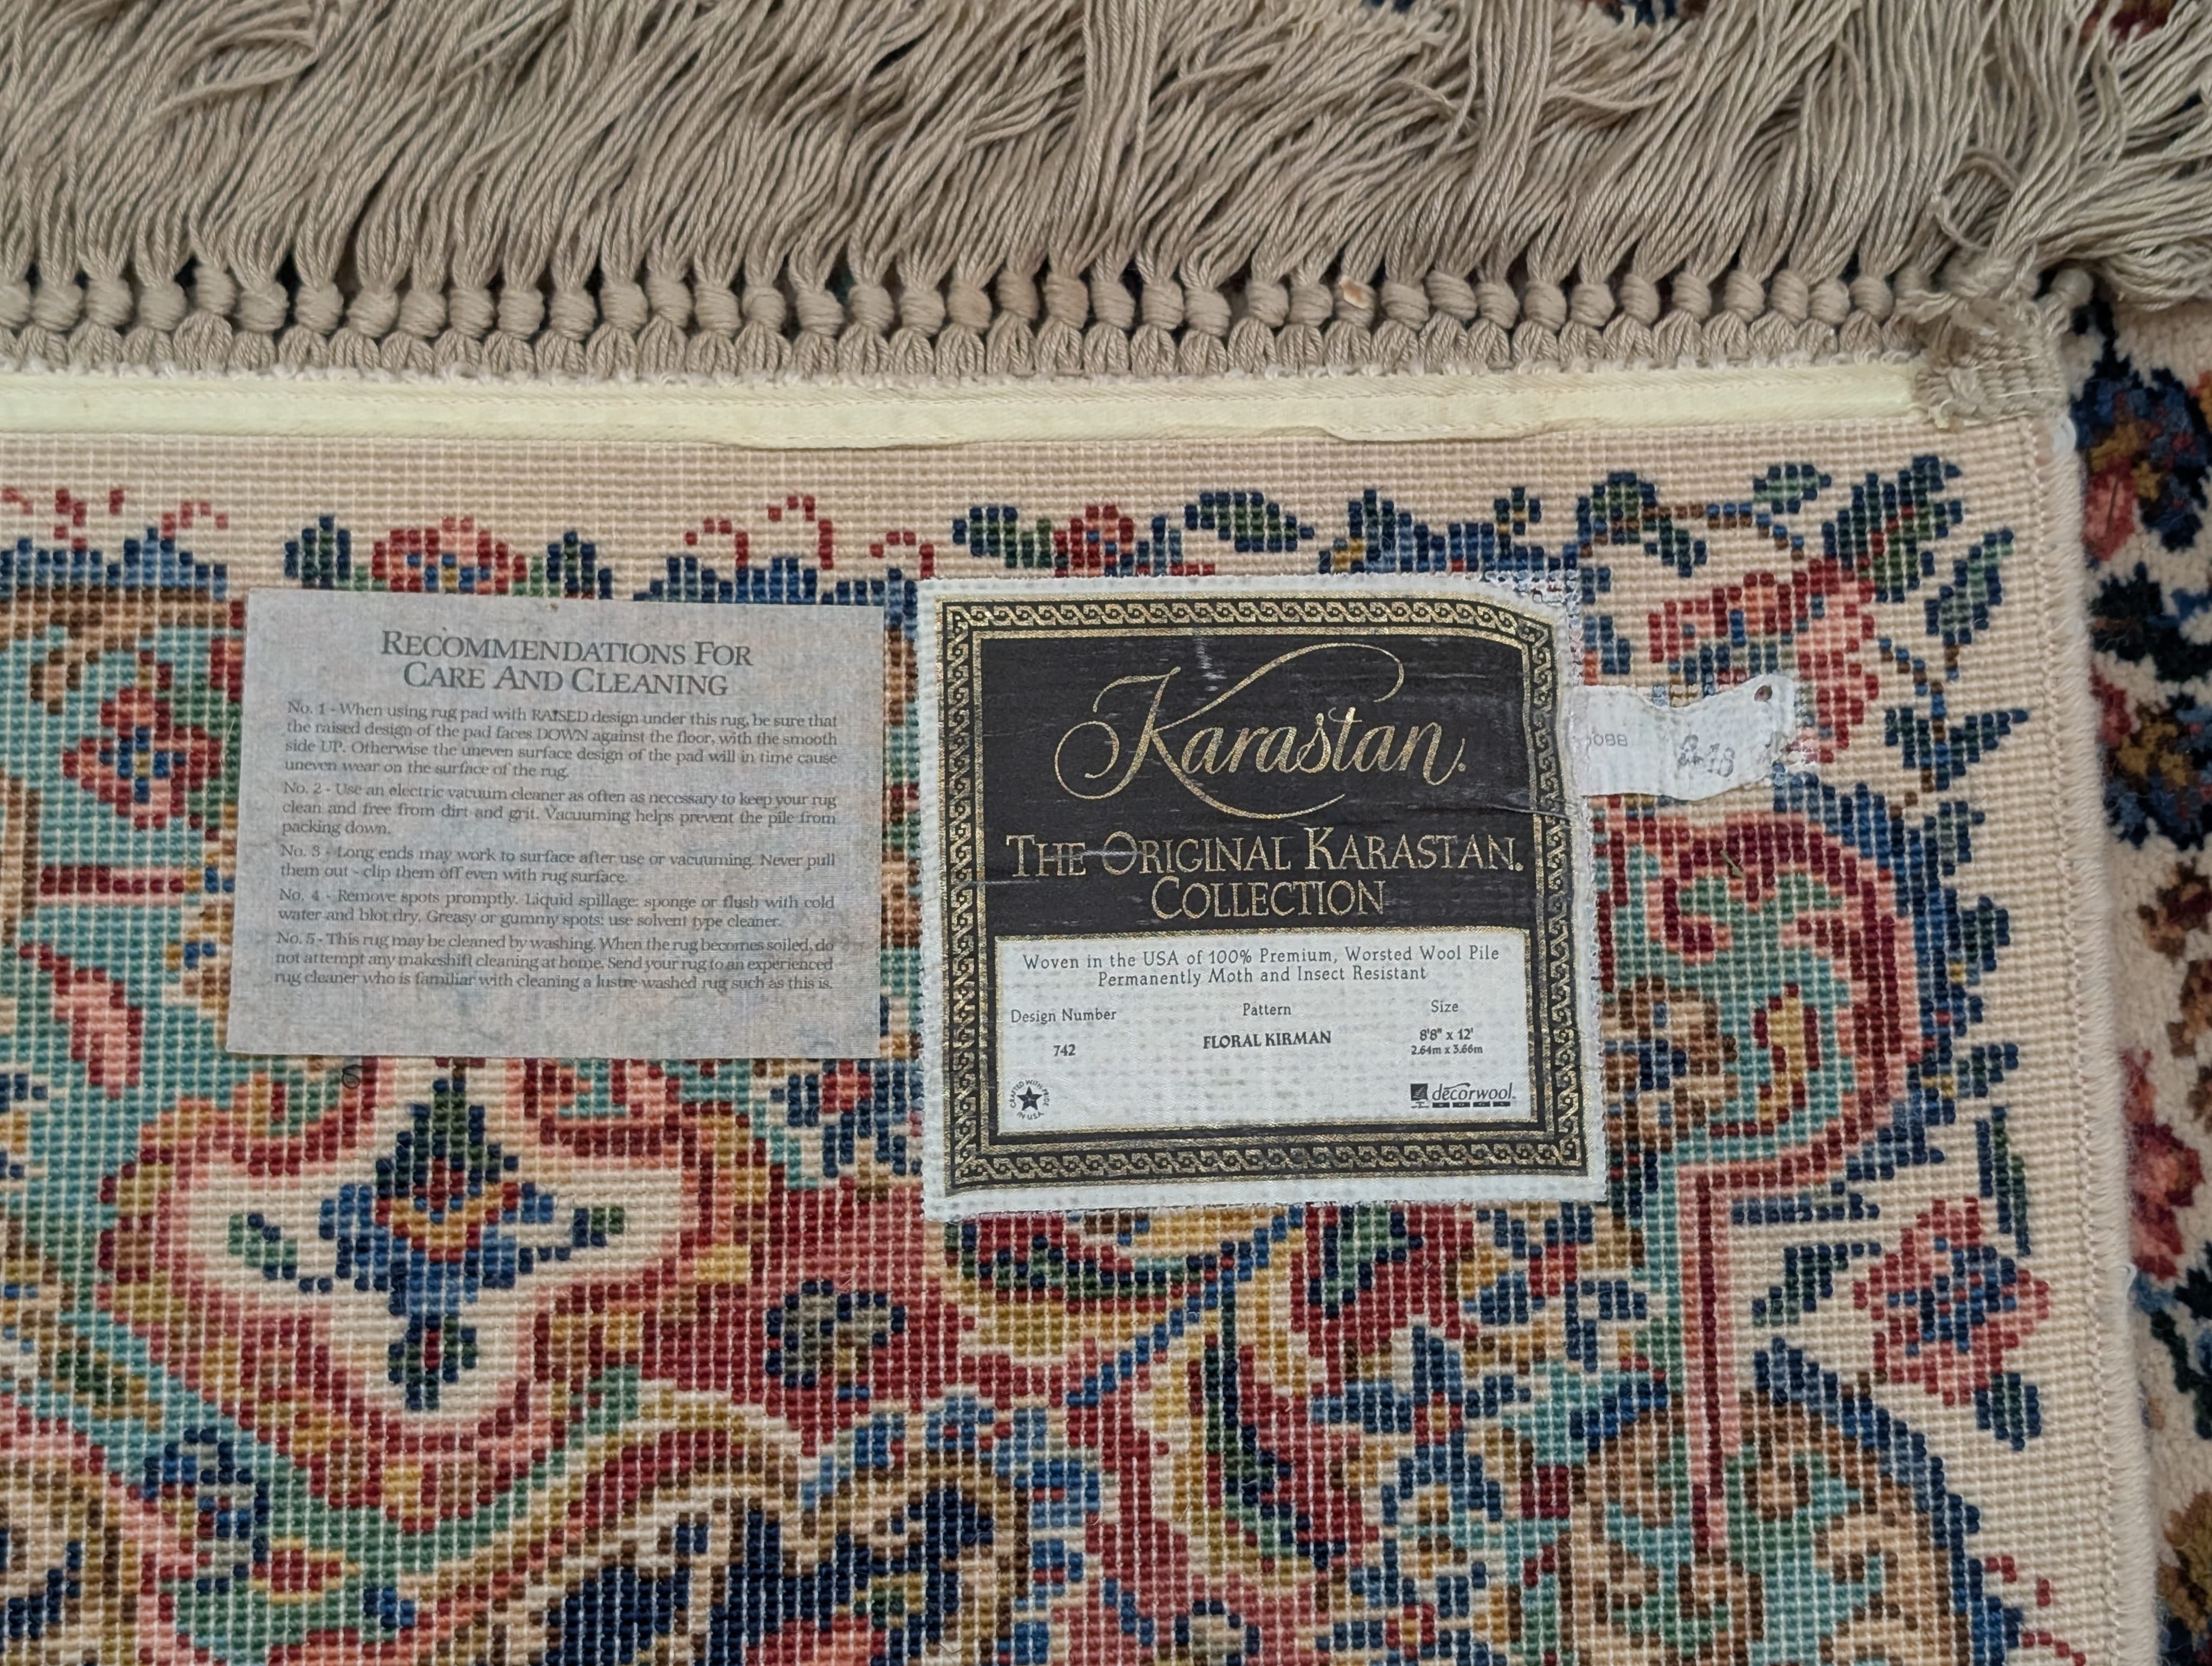 RECOMMENDATIONS FOR
CARE AND CLEANING
No. 1 - When using rug pad with RAISED design under this rug, be sure that
the raised design of the pad faces DOWN against the floor, with the smooth
side UP. Otherwise the uneven surface design of the pad will in time cause
uneven wear on the surface of the rug.
No. 2 - Use an electric vacuum cleaner as often as necessary to keep your rug
clean and free from dirt and grit. Vacuuming helps prevent the pile from
packing down.
No. 3 - Long ends may work to surface after use or vacuuming. Never pull
them out - clip them off even with rug surface.
No. 4 - Remove spots promptly. Liquid spillage: sponge or flush with cold
water and blot dry. Greasy or gummy spots: use solvent type cleaner.
No. 5 - This rug may be cleaned by washing. When the rug becomes soiled, do
not attempt any makeshift cleaning at home. Send your rug to an experienced
rug cleaner who is familiar with cleaning a lustre washed rug such as this is.
Karastan.
THE ORIGINAL KARASTAN.
COLLECTION
Woven in the USA of 100% Premium, Worsted Wool Pile
Permanently Moth and Insect Resistant
Design Number Pattern Size
742 FLORAL KIRMAN 8'8" x 12'
2.64m x 3.66m
CRAFTED WITH PRIDE IN U.S.A.
decorwool